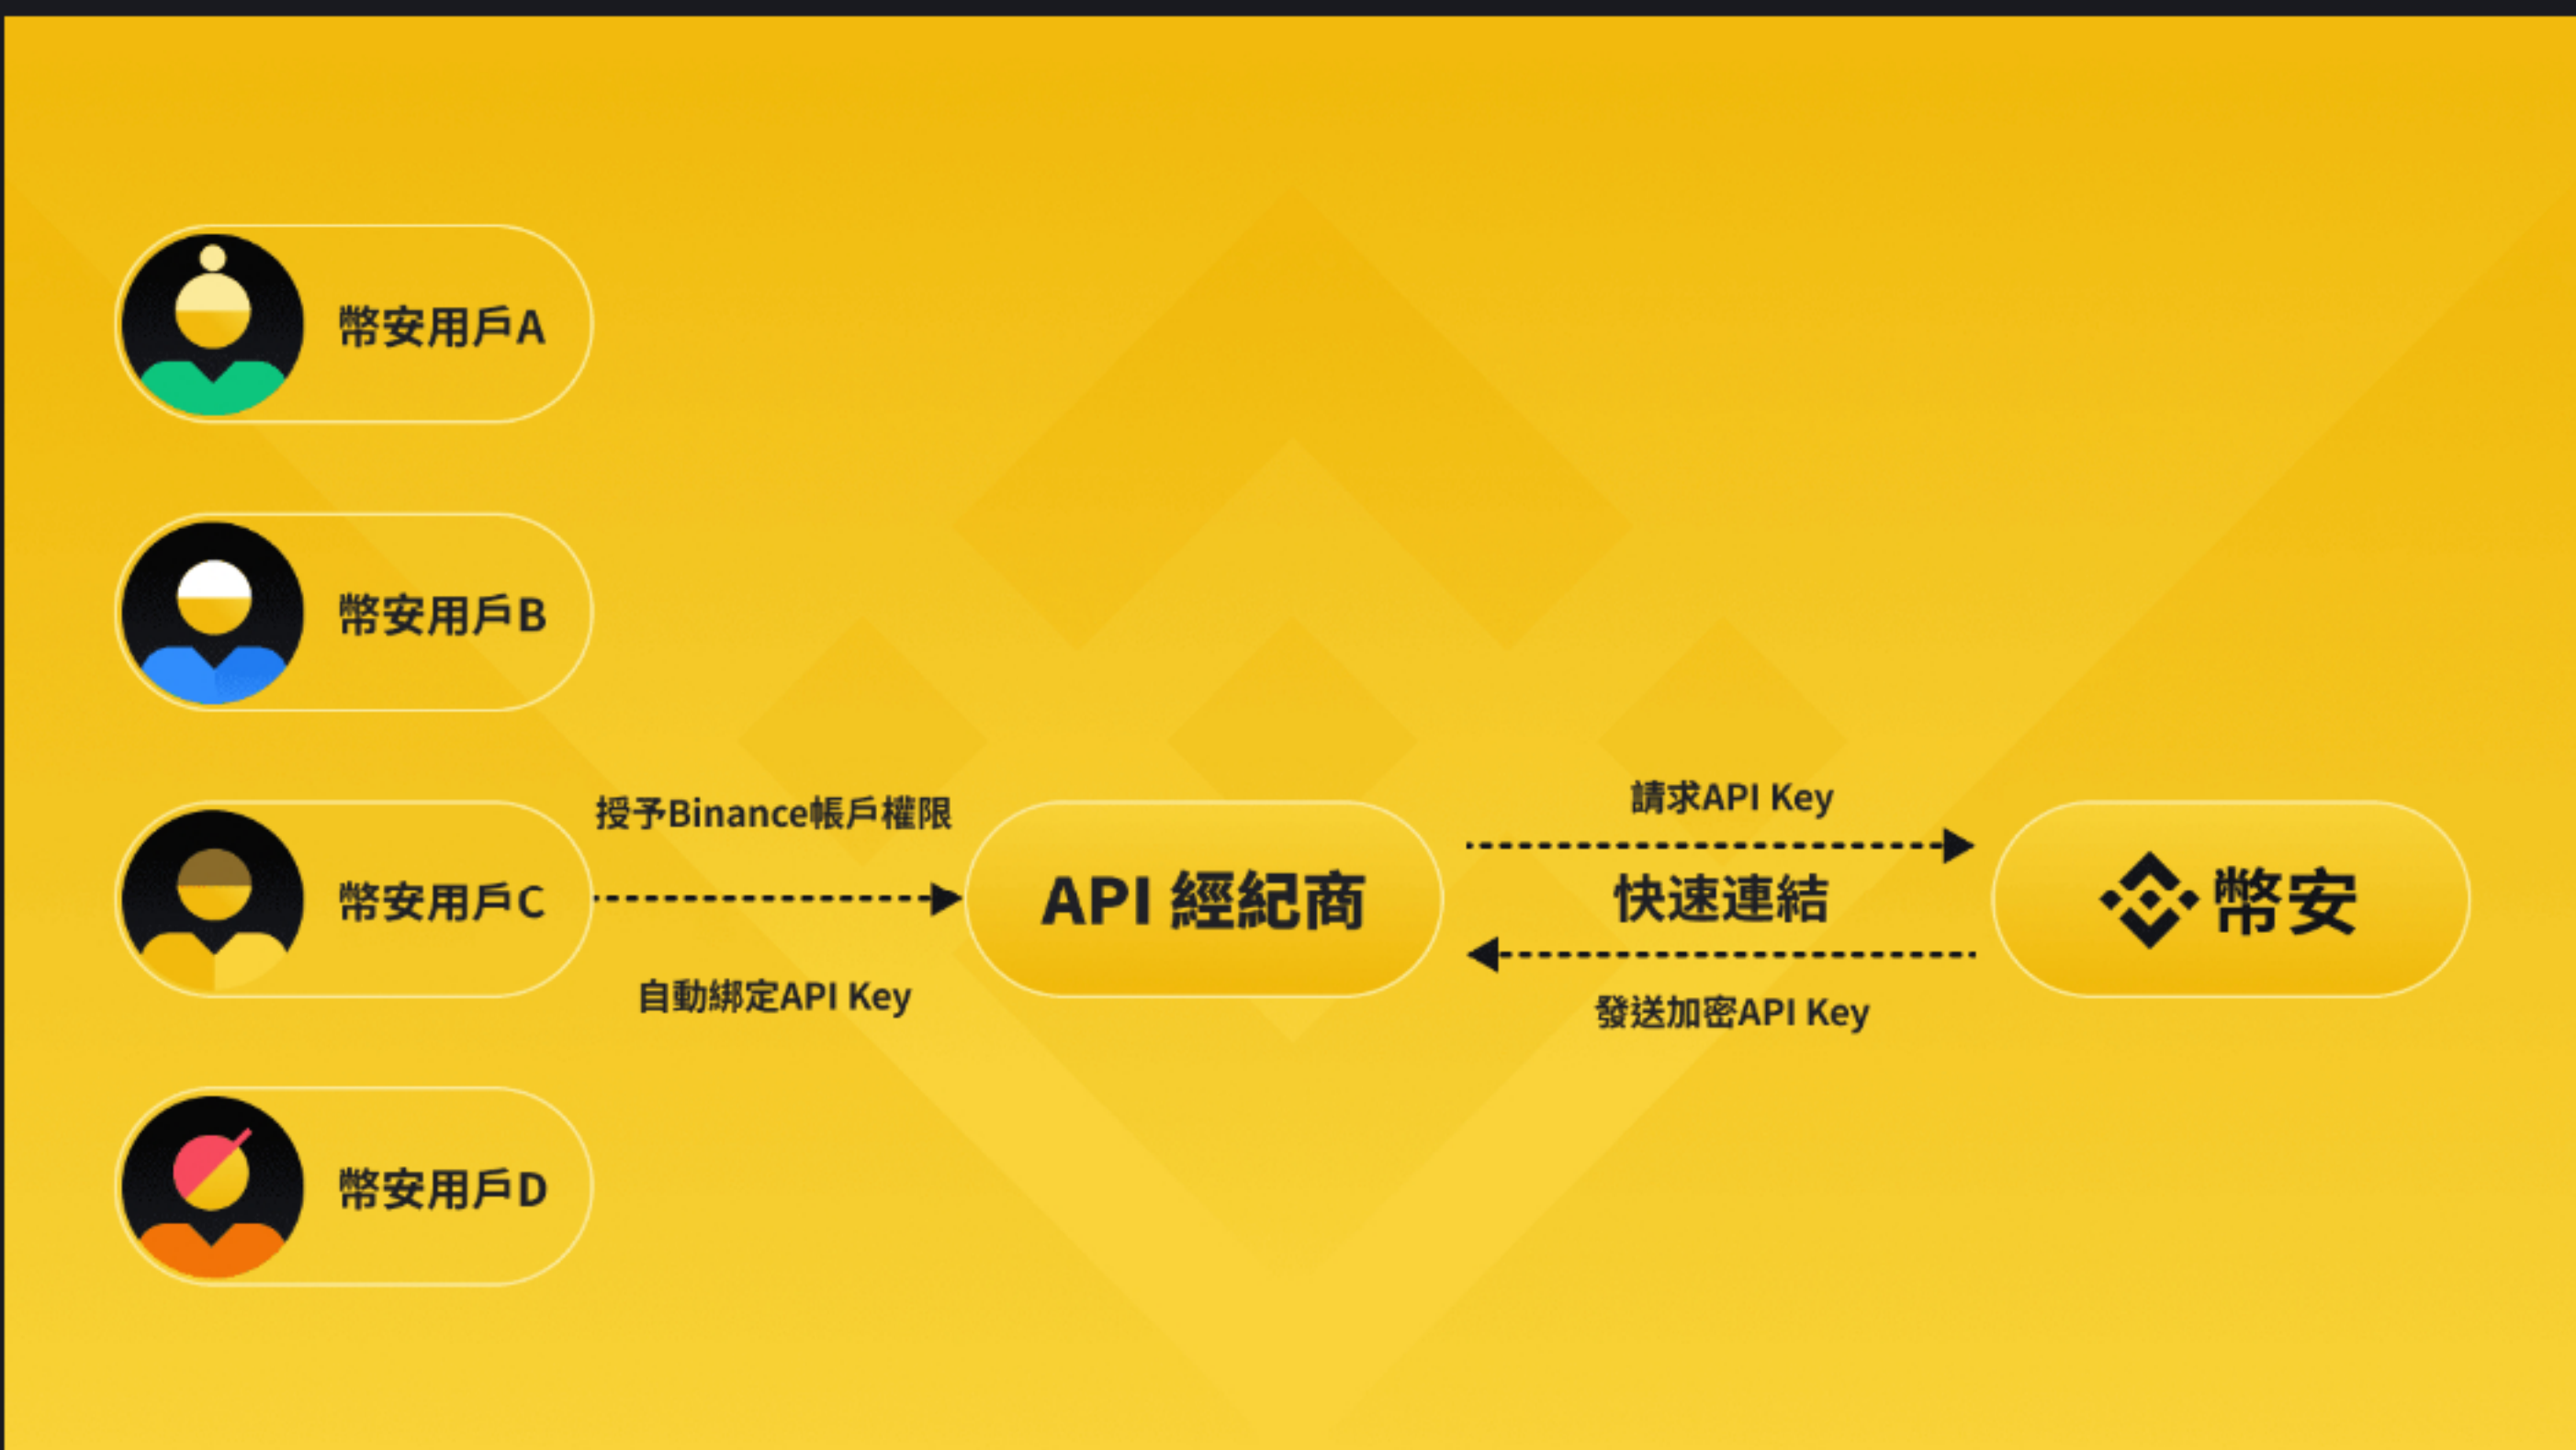 幣安用戶A
幣安用戶B
幣安用戶C
幣安用戶D
授予Binance帳戶權限
自動綁定API Key
API 經紀商
請求API Key
快速連結
發送加密API Key
幣安